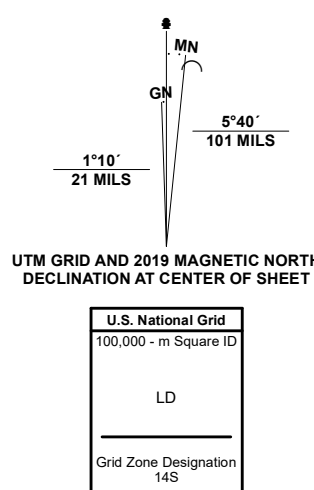 MN
GN
5°40´
101 MILS
1°10´
21 MILS
UTM GRID AND 2019 MAGNETIC NORTH
DECLINATION AT CENTER OF SHEET
U.S. National Grid
100,000 - m Square ID
LD
Grid Zone Designation
14S